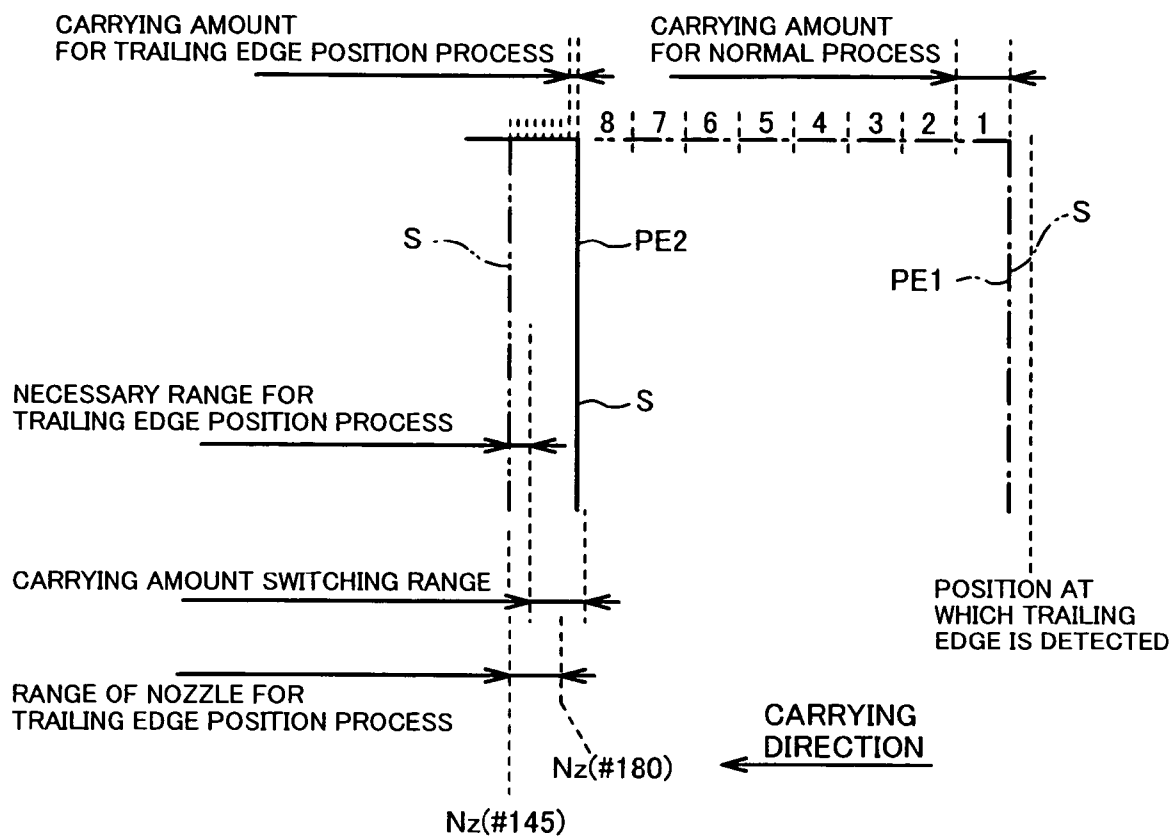 CARRYING AMOUNT
FOR TRAILING EDGE POSITION PROCESS
CARRYING AMOUNT
FOR NORMAL PROCESS
8 7 6 5 4 3 2 1
S
PE2
S
PE1
NECESSARY RANGE FOR
TRAILING EDGE POSITION PROCESS
S
CARRYING AMOUNT SWITCHING RANGE
POSITION AT
WHICH TRAILING
EDGE IS DETECTED
RANGE OF NOZZLE FOR
TRAILING EDGE POSITION PROCESS
CARRYING
DIRECTION
Nz(#180)
Nz(#145)